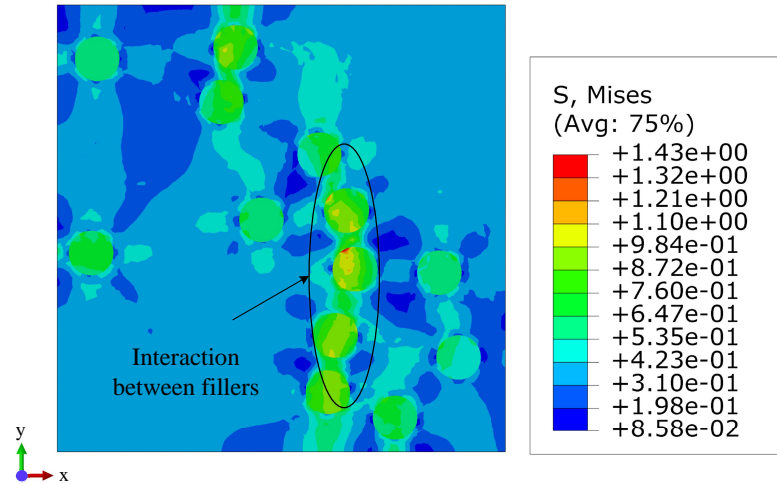 S, Mises
(Avg: 75%)
+1.43e+00
+1.32e+00
+1.21e+00
+1.10e+00
+9.84e-01
+8.72e-01
+7.60e-01
+6.47e-01
+5.35e-01
+4.23e-01
+3.10e-01
+1.98e-01
+8.58e-02
Interaction
between fillers
y
x